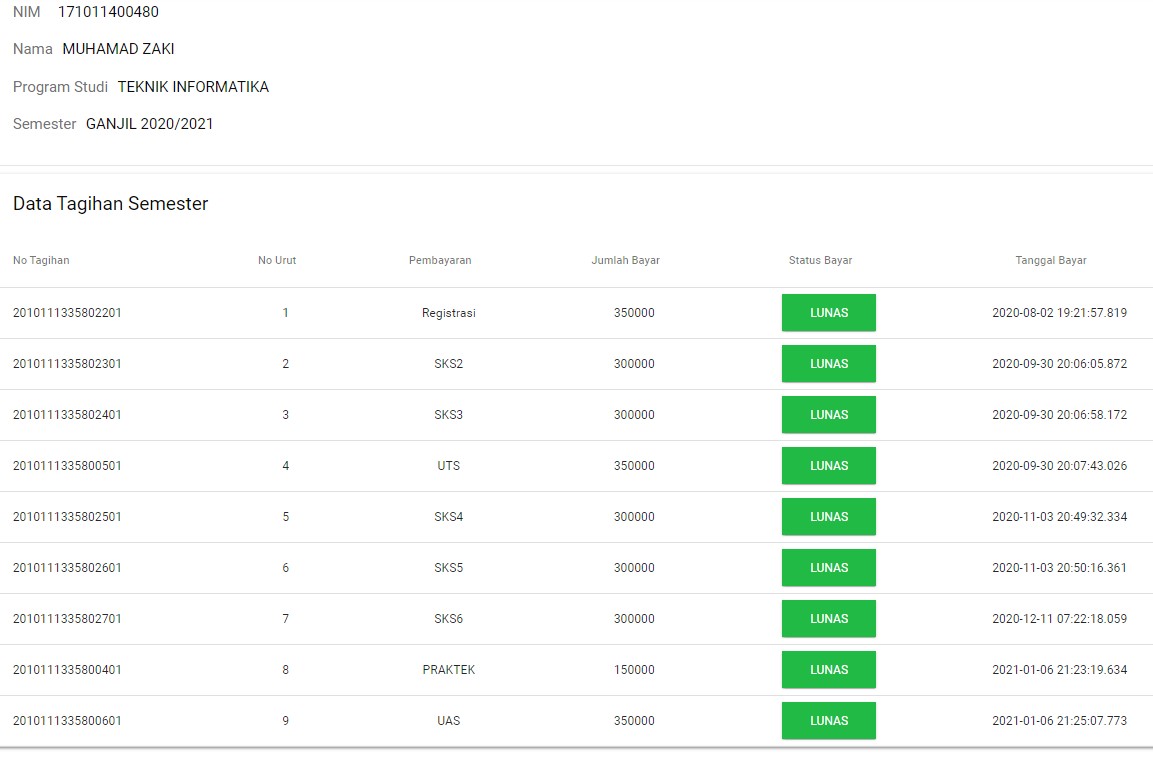 NIM 171011400480
Nama MUHAMAD ZAKI
Program Studi TEKNIK INFORMATIKA
Semester GANJIL 2020/2021
Data Tagihan Semester
No Tagihan No Urut Pembayaran Jumlah Bayar Status Bayar Tanggal Bayar
2010111335802201 1 Registrasi 350000 LUNAS 2020-08-02 19:21:57.819
2010111335802301 2 SKS2 300000 LUNAS 2020-09-30 20:06:05.872
2010111335802401 3 SKS3 300000 LUNAS 2020-09-30 20:06:58.172
2010111335800501 4 UTS 350000 LUNAS 2020-09-30 20:07:43.026
2010111335802501 5 SKS4 300000 LUNAS 2020-11-03 20:49:32.334
2010111335802601 6 SKS5 300000 LUNAS 2020-11-03 20:50:16.361
2010111335802701 7 SKS6 300000 LUNAS 2020-12-11 07:22:18.059
2010111335800401 8 PRAKTEK 150000 LUNAS 2021-01-06 21:23:19.634
2010111335800601 9 UAS 350000 LUNAS 2021-01-06 21:25:07.773